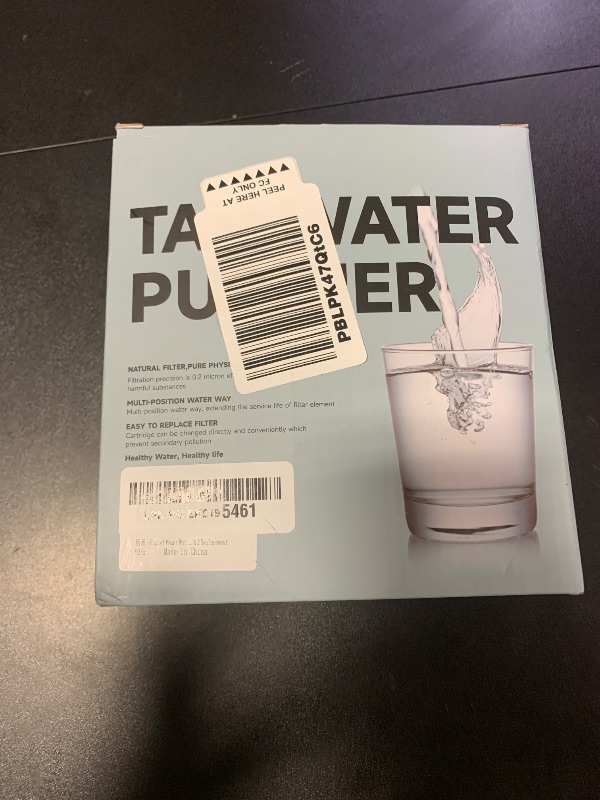 PEEL HERE AT
FC ONLY
TA WATER
PU IER
PBLPK47QtC6
NATURAL FILTER,PURE PHYSI
Filtration precision is 0.2 micron
harmful substances
MULTI-POSITION WATER WAY
Multi-position water way, extending the service life of filter element
EASY TO REPLACE FILTER
Cartridge can be changed directly and conveniently which
prevent secondary pollution
Healthy Water, Healthy life
5461
Made in China